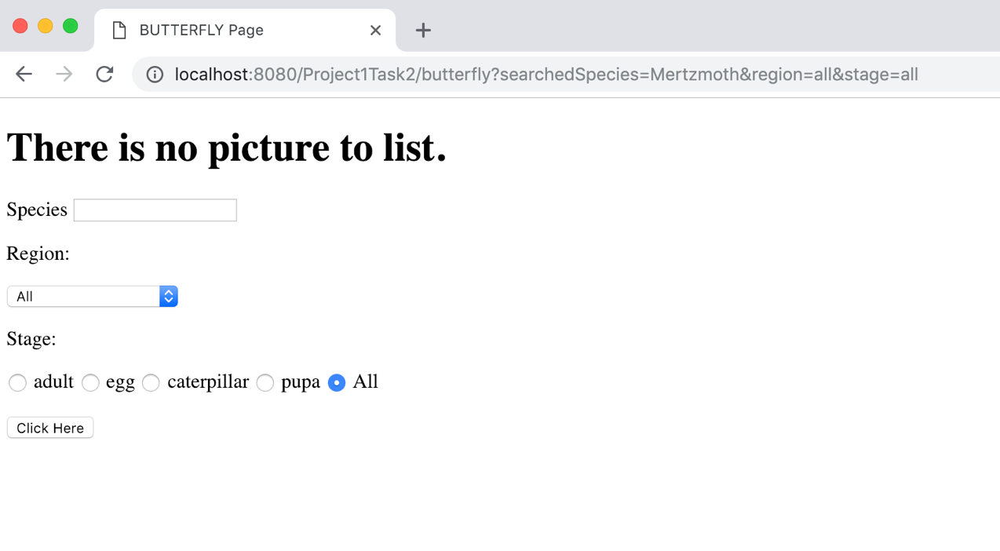 BUTTERFLY Page
localhost:8080/Project1Task2/butterfly?searchedSpecies=Mertzmoth&region=all&stage=all
There is no picture to list.
Species
Region:
All
Stage:
adult egg caterpillar pupa All
Click Here